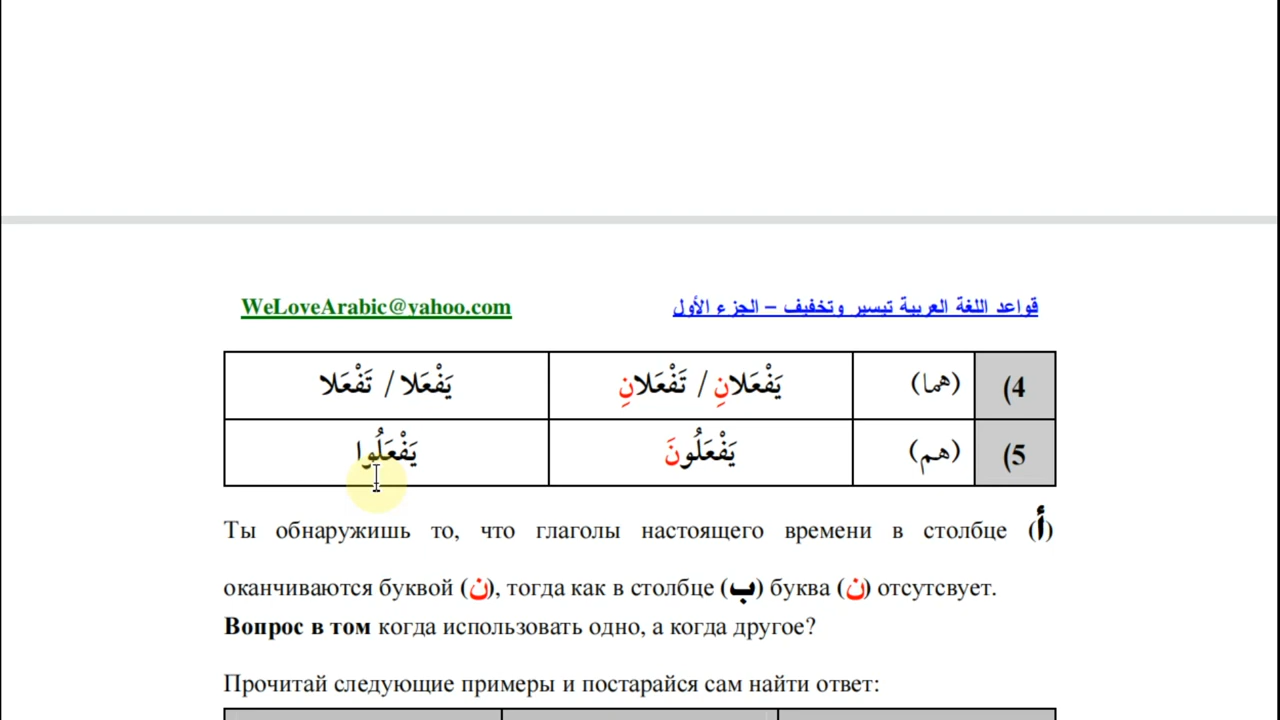 WeLoveArabic@yahoo.com قواعد اللغة العربية تيسير وتخفيف – الجزء الأول
(4 (هما) يَفْعَلانِ / تَفْعَلانِ يَفْعَلا / تَفْعَلا
(5 (هم) يَفْعَلُونَ يَفْعَلُوا
Ты обнаружишь то, что глаголы настоящего времени в столбце (أ)
оканчиваются буквой (ن), тогда как в столбце (ب) буква (ن) отсутсвует.
Вопрос в том когда использовать одно, а когда другое?
Прочитай следующие примеры и постарайся сам найти ответ: